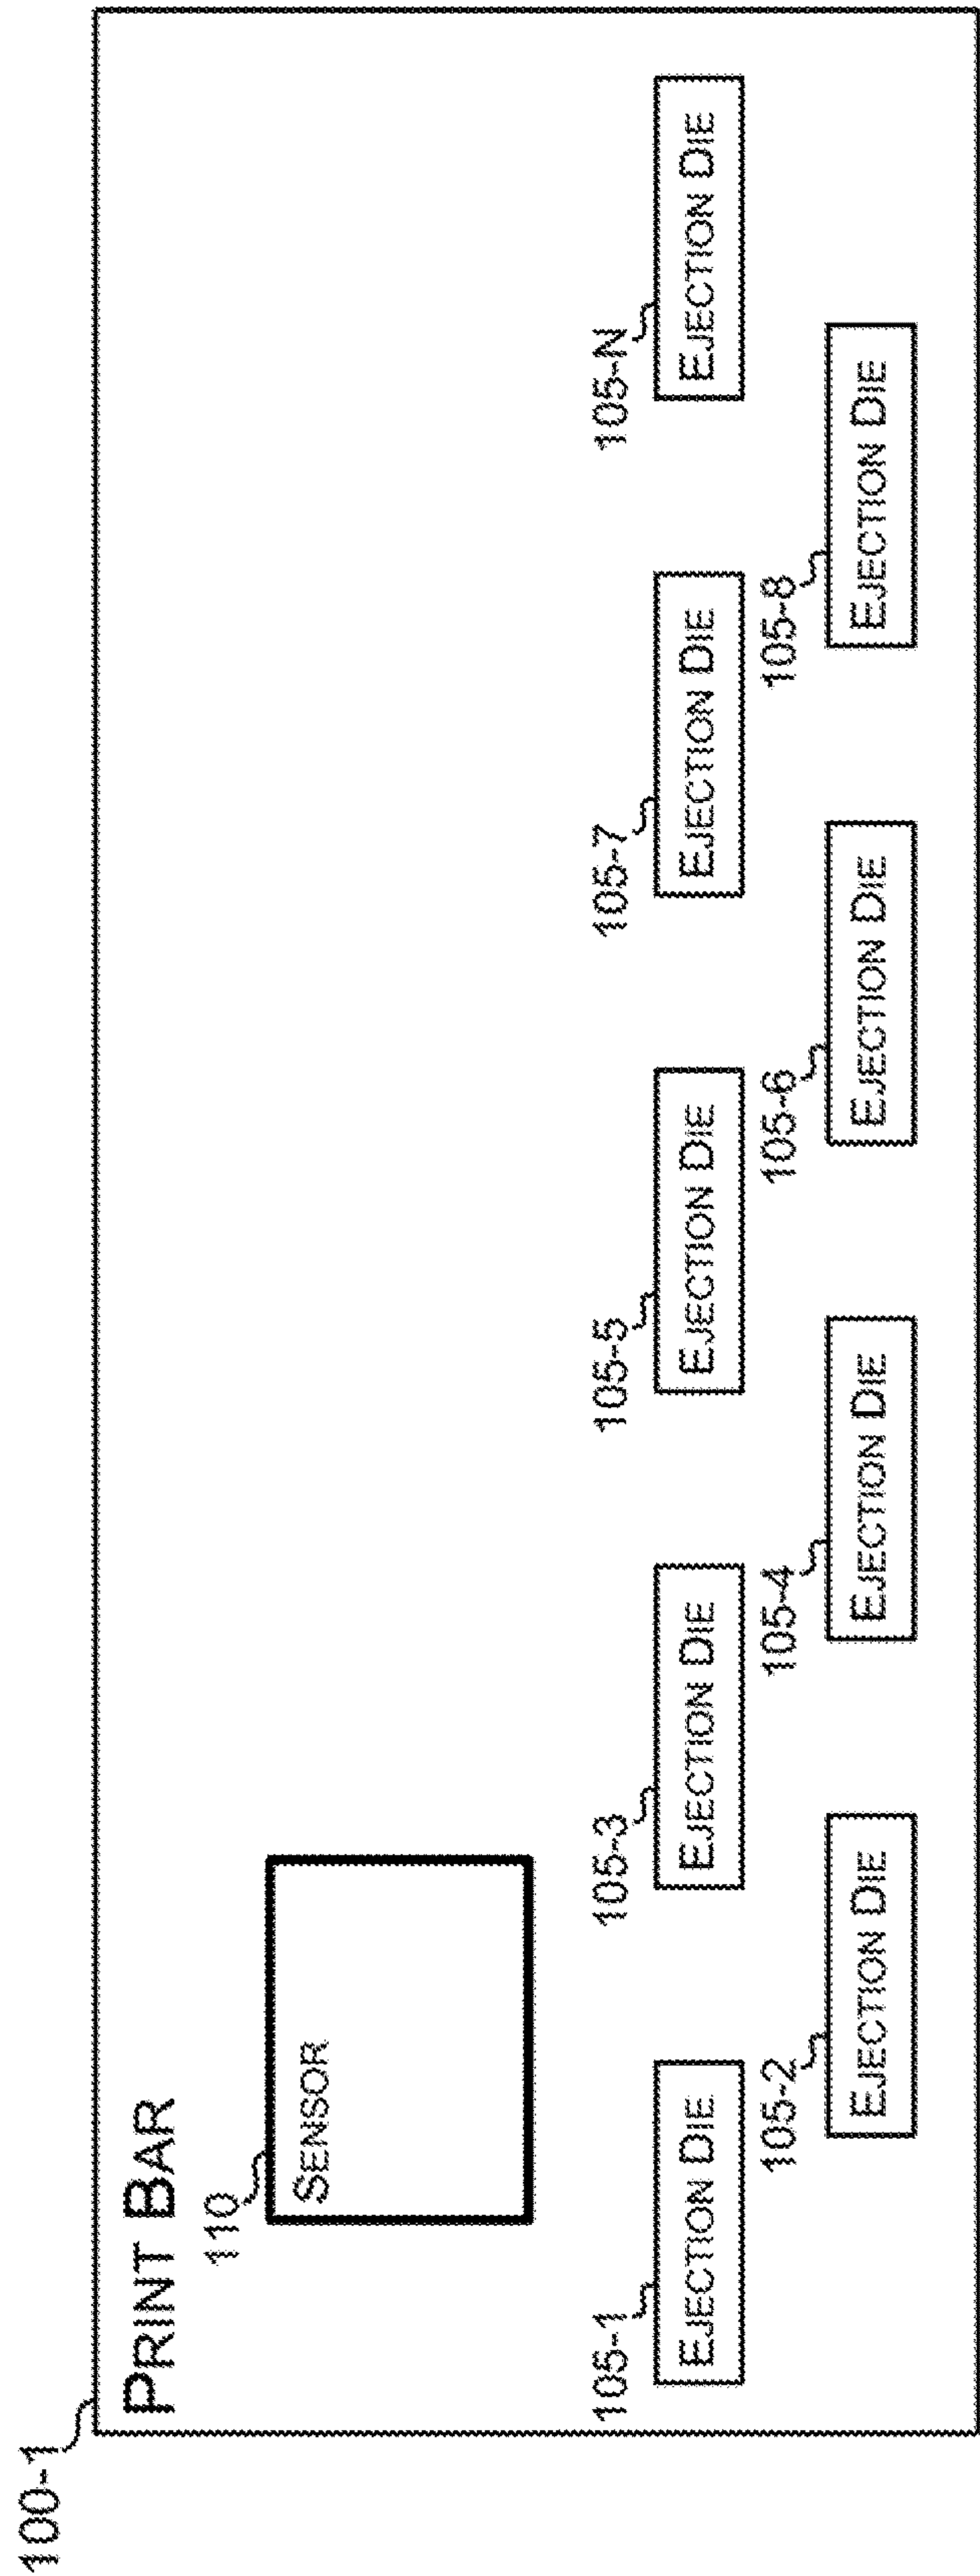 100-1
PRINT BAR
110
SENSOR
105-1
105-3
105-5
105-7
105-N
EJECTION DIE
EJECTION DIE
EJECTION DIE
EJECTION DIE
EJECTION DIE
105-2
105-4
105-6
105-8
EJECTION DIE
EJECTION DIE
EJECTION DIE
EJECTION DIE